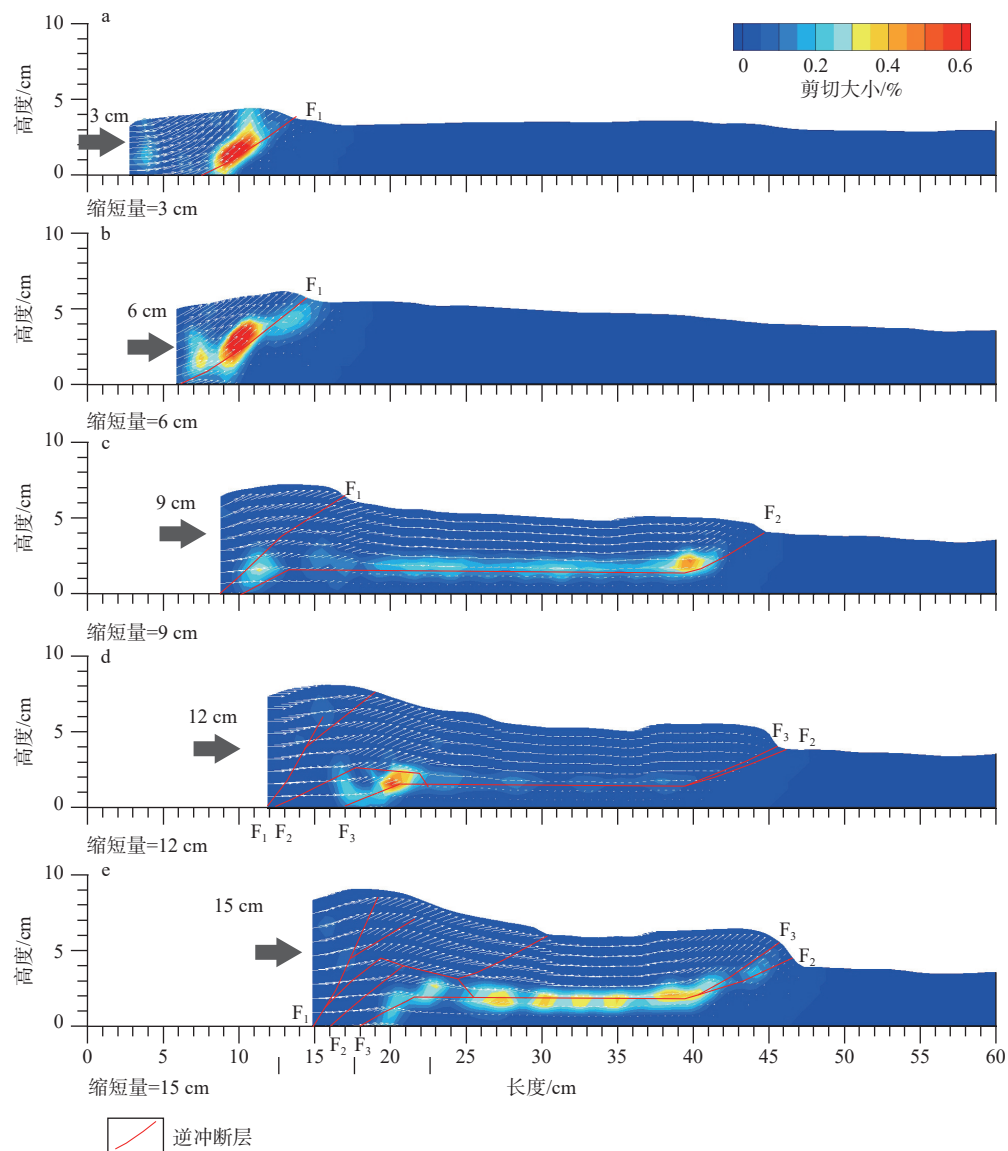 a
10
5
0
高度/cm
3 cm
F1
0 0.2 0.4 0.6
剪切大小/%
缩短量=3 cm
b
10
5
0
高度/cm
6 cm
F1
缩短量=6 cm
c
10
5
0
高度/cm
9 cm
F1
F2
缩短量=9 cm
d
10
5
0
高度/cm
12 cm
F3 F2
F1 F2 F3
缩短量=12 cm
e
10
5
0
高度/cm
15 cm
F3
F2
F1
F2 F3
0 5 10 15 20 25 30 35 40 45 50 55 60
缩短量=15 cm 长度/cm
逆冲断层